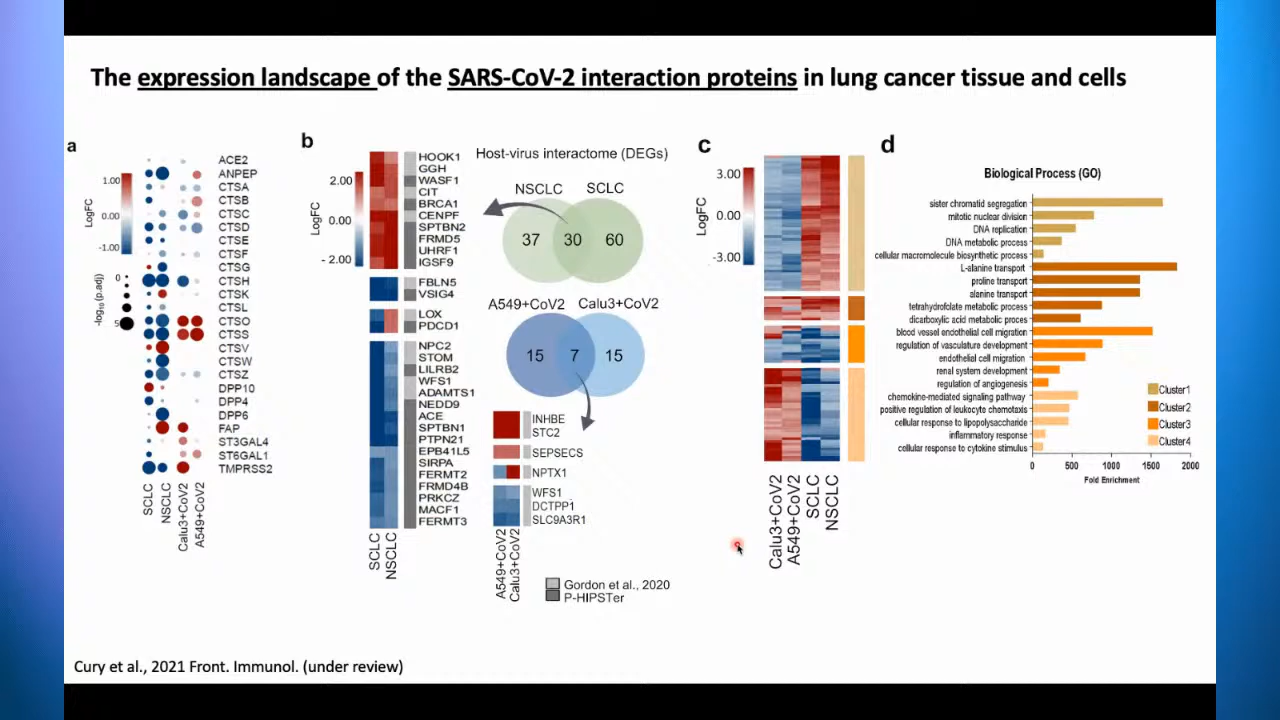 The expression landscape of the SARS-CoV-2 interaction proteins in lung cancer tissue and cells
a
1.00
0.00
-1.00
LogFC
0
5
-log10 (p.adj)
ACE2
ANPEP
CTSA
CTSB
CTSC
CTSD
CTSE
CTSF
CTSG
CTSH
CTSK
CTSL
CTSO
CTSS
CTSV
CTSW
CTSZ
DPP10
DPP4
DPP6
FAP
ST3GAL4
ST6GAL1
TMPRSS2
SCLC
NSCLC
Calu3+CoV2
A549+CoV2
b
2.00
0.00
- 2.00
LogFC
HOOK1
GGH
WASF1
CIT
BRCA1
CENPF
SPTBN2
FRMD5
UHRF1
IGSF9
FBLN5
VSIG4
LOX
PDCD1
NPC2
STOM
LILRB2
WFS1
ADAMTS1
NEDD9
ACE
SPTBN1
PTPN21
EPB41L5
SIRPA
FERMT2
FRMD4B
PRKCZ
MACF1
FERMT3
SCLC
NSCLC
Host-virus interactome (DEGs)
NSCLC SCLC
37 30 60
A549+CoV2 Calu3+CoV2
15 7 15
INHBE
STC2
SEPSECS
NPTX1
WFS1
DCTPP1
SLC9A3R1
A549+CoV2
Calu3+CoV2
Gordon et al., 2020
P-HIPSTer
c
3.00
0.00
-3.00
LogFC
Calu3+CoV2
A549+CoV2
SCLC
NSCLC
d
Biological Process (GO)
sister chromatid segregation
mitotic nuclear division
DNA replication
DNA metabolic process
cellular macromolecule biosynthetic process
L-alanine transport
proline transport
alanine transport
tetrahydrofolate metabolic process
dicarboxylic acid metabolic proces
blood vessel endothelial cell migration
regulation of vasculature development
endothelial cell migration
renal system development
regulation of angiogenesis
chemokine-mediated signaling pathway
positive regulation of leukocyte chemotaxis
cellular response to lipopolysaccharide
inflammatory response
cellular response to cytokine stimulus
Cluster1
Cluster2
Cluster3
Cluster4
0 500 1000 1500 2000
Fold Enrichment
Cury et al., 2021 Front. Immunol. (under review)